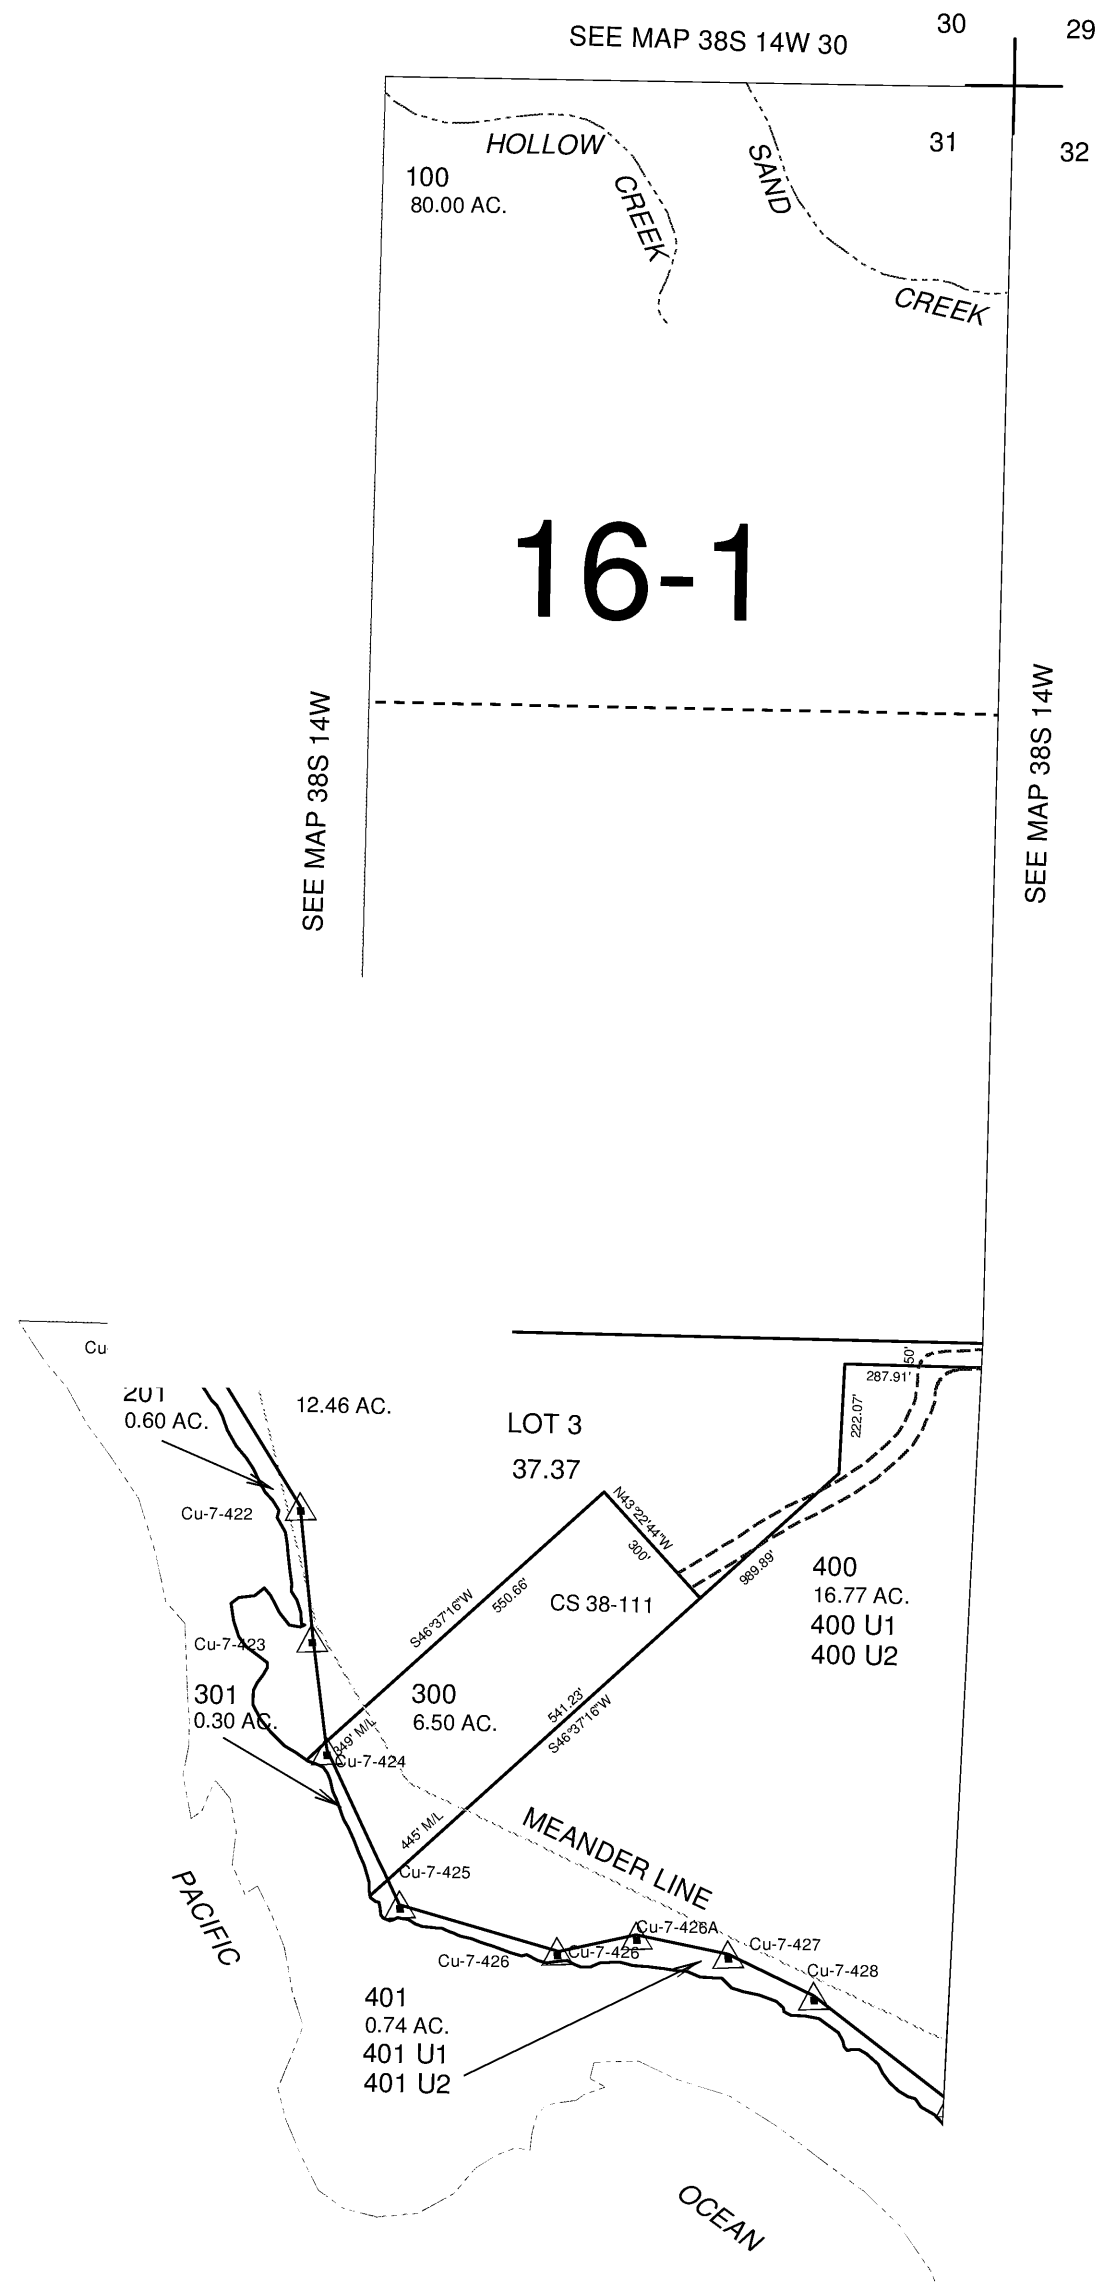 SEE MAP 38S 14W 30
30
29
31
32
HOLLOW
CREEK
SAND
CREEK
100
80.00 AC.
16-1
SEE MAP 38S 14W
SEE MAP 38S 14W
Cu
201
0.60 AC.
12.46 AC.
LOT 3
37.37
50'
287.91'
222.07'
Cu-7-422
N43°22'44"W
300'
989.89'
CS 38-111
400
16.77 AC.
400 U1
400 U2
S46°37'16"W
550.66'
Cu-7-423
301
0.30 AC.
300
6.50 AC.
541.23'
S46°37'16"W
349' M/L
Cu-7-424
445' M/L
MEANDER LINE
Cu-7-425
PACIFIC
Cu-7-426
Cu-7-426
Cu-7-426A
Cu-7-427
Cu-7-428
401
0.74 AC.
401 U1
401 U2
OCEAN